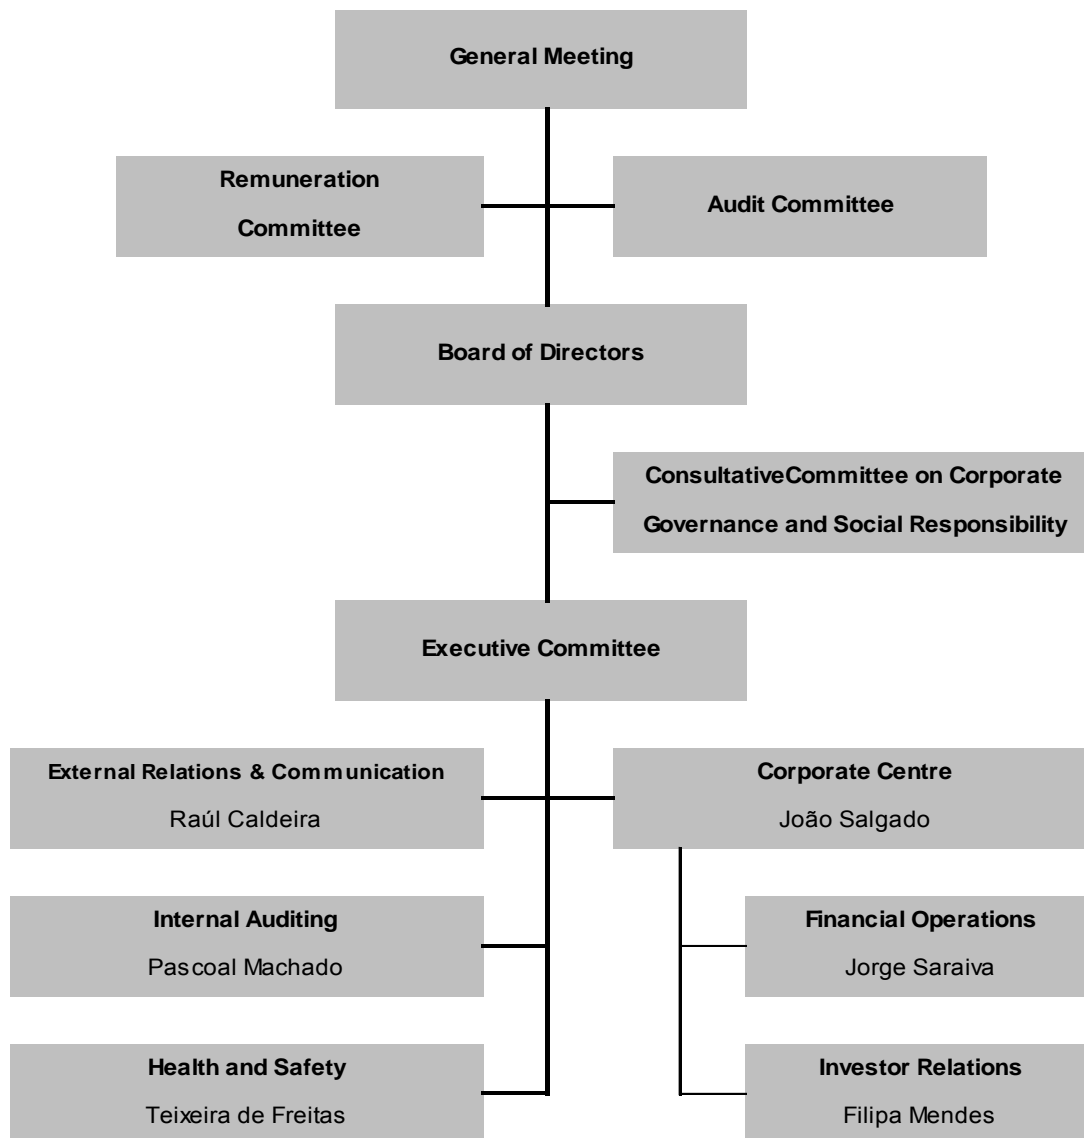 General Meeting
Remuneration
Committee
Audit Committee
Board of Directors
ConsultativeCommittee on Corporate
Governance and Social Responsibility
Executive Committee
External Relations & Communication
Raúl Caldeira
Corporate Centre
João Salgado
Internal Auditing
Pascoal Machado
Financial Operations
Jorge Saraiva
Health and Safety
Teixeira de Freitas
Investor Relations
Filipa Mendes